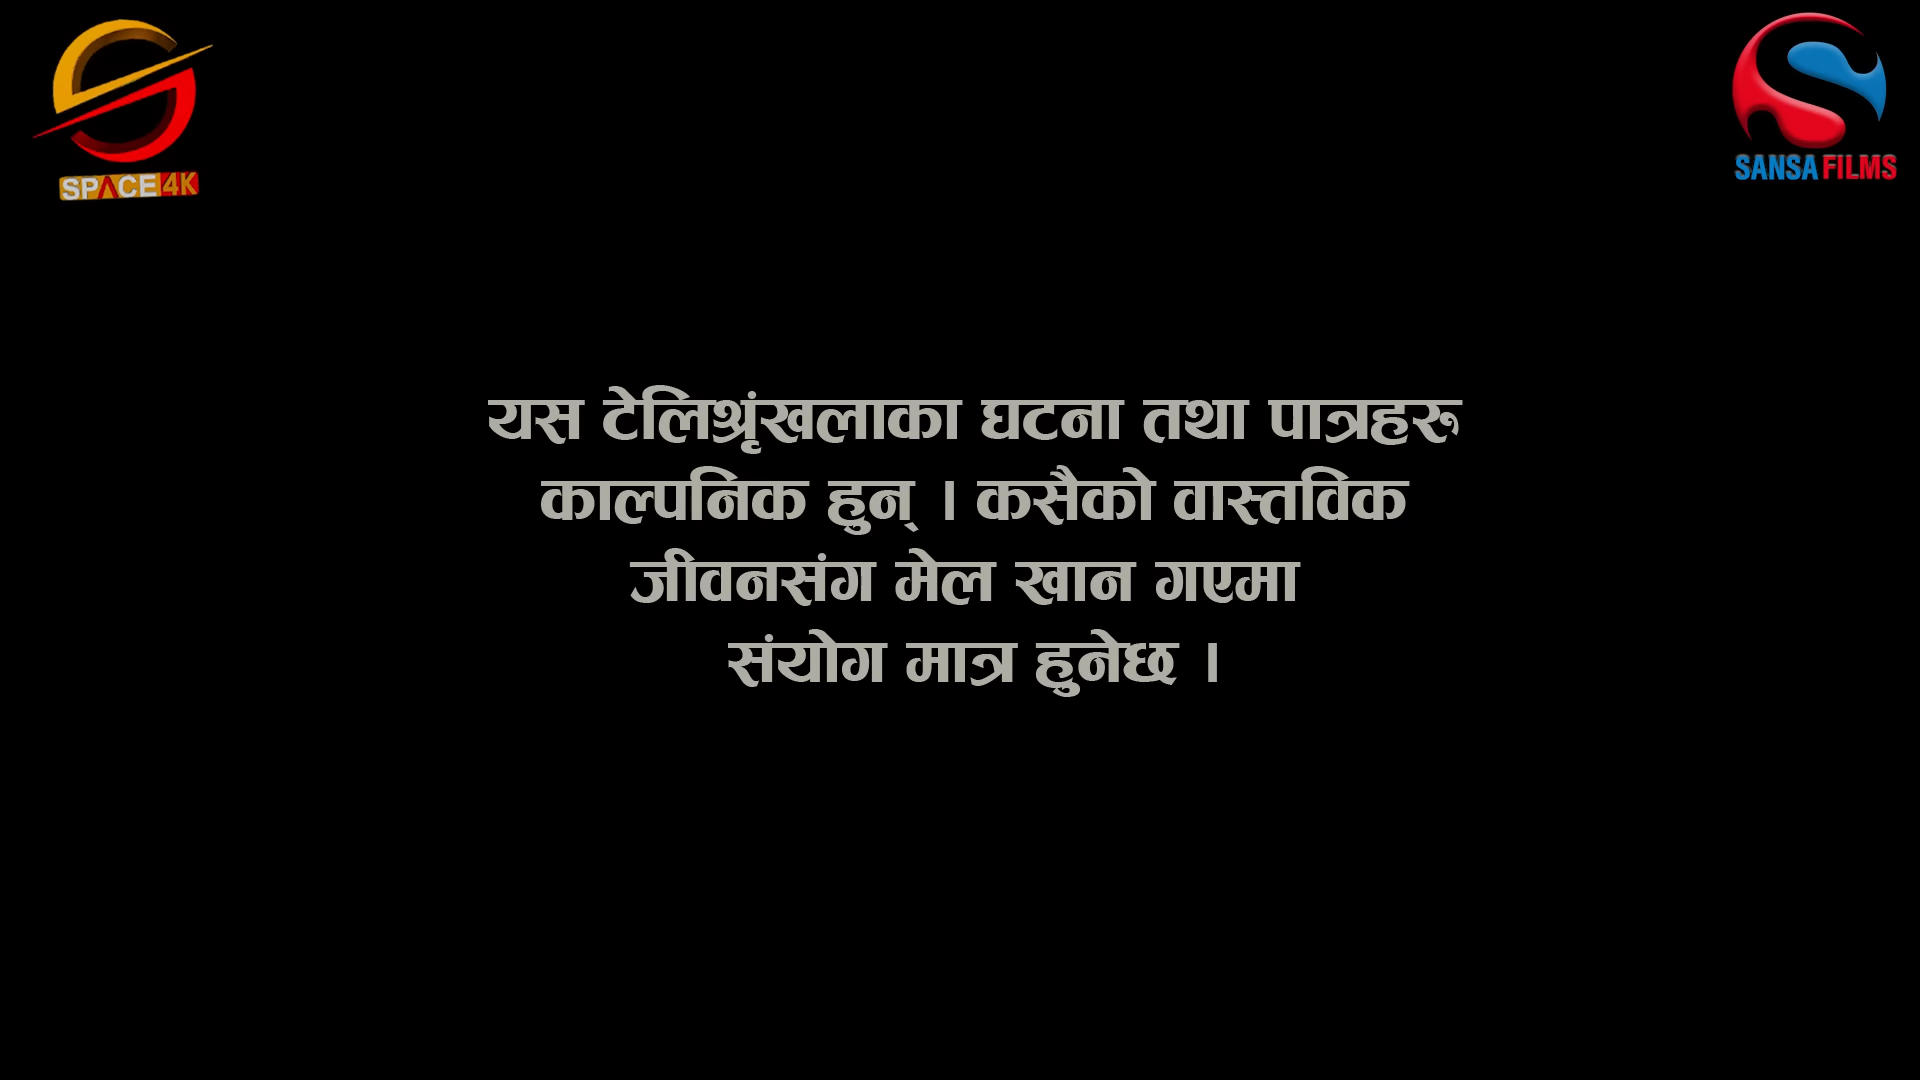 SPACE4K
SANSA FILMS
यस टेलिश्रृंखलाका घटना तथा पात्रहरु
काल्पनिक हुन् । कसैको वास्तविक
जीवनसंग मेल खान गएमा
संयोग मात्र हुनेछ ।